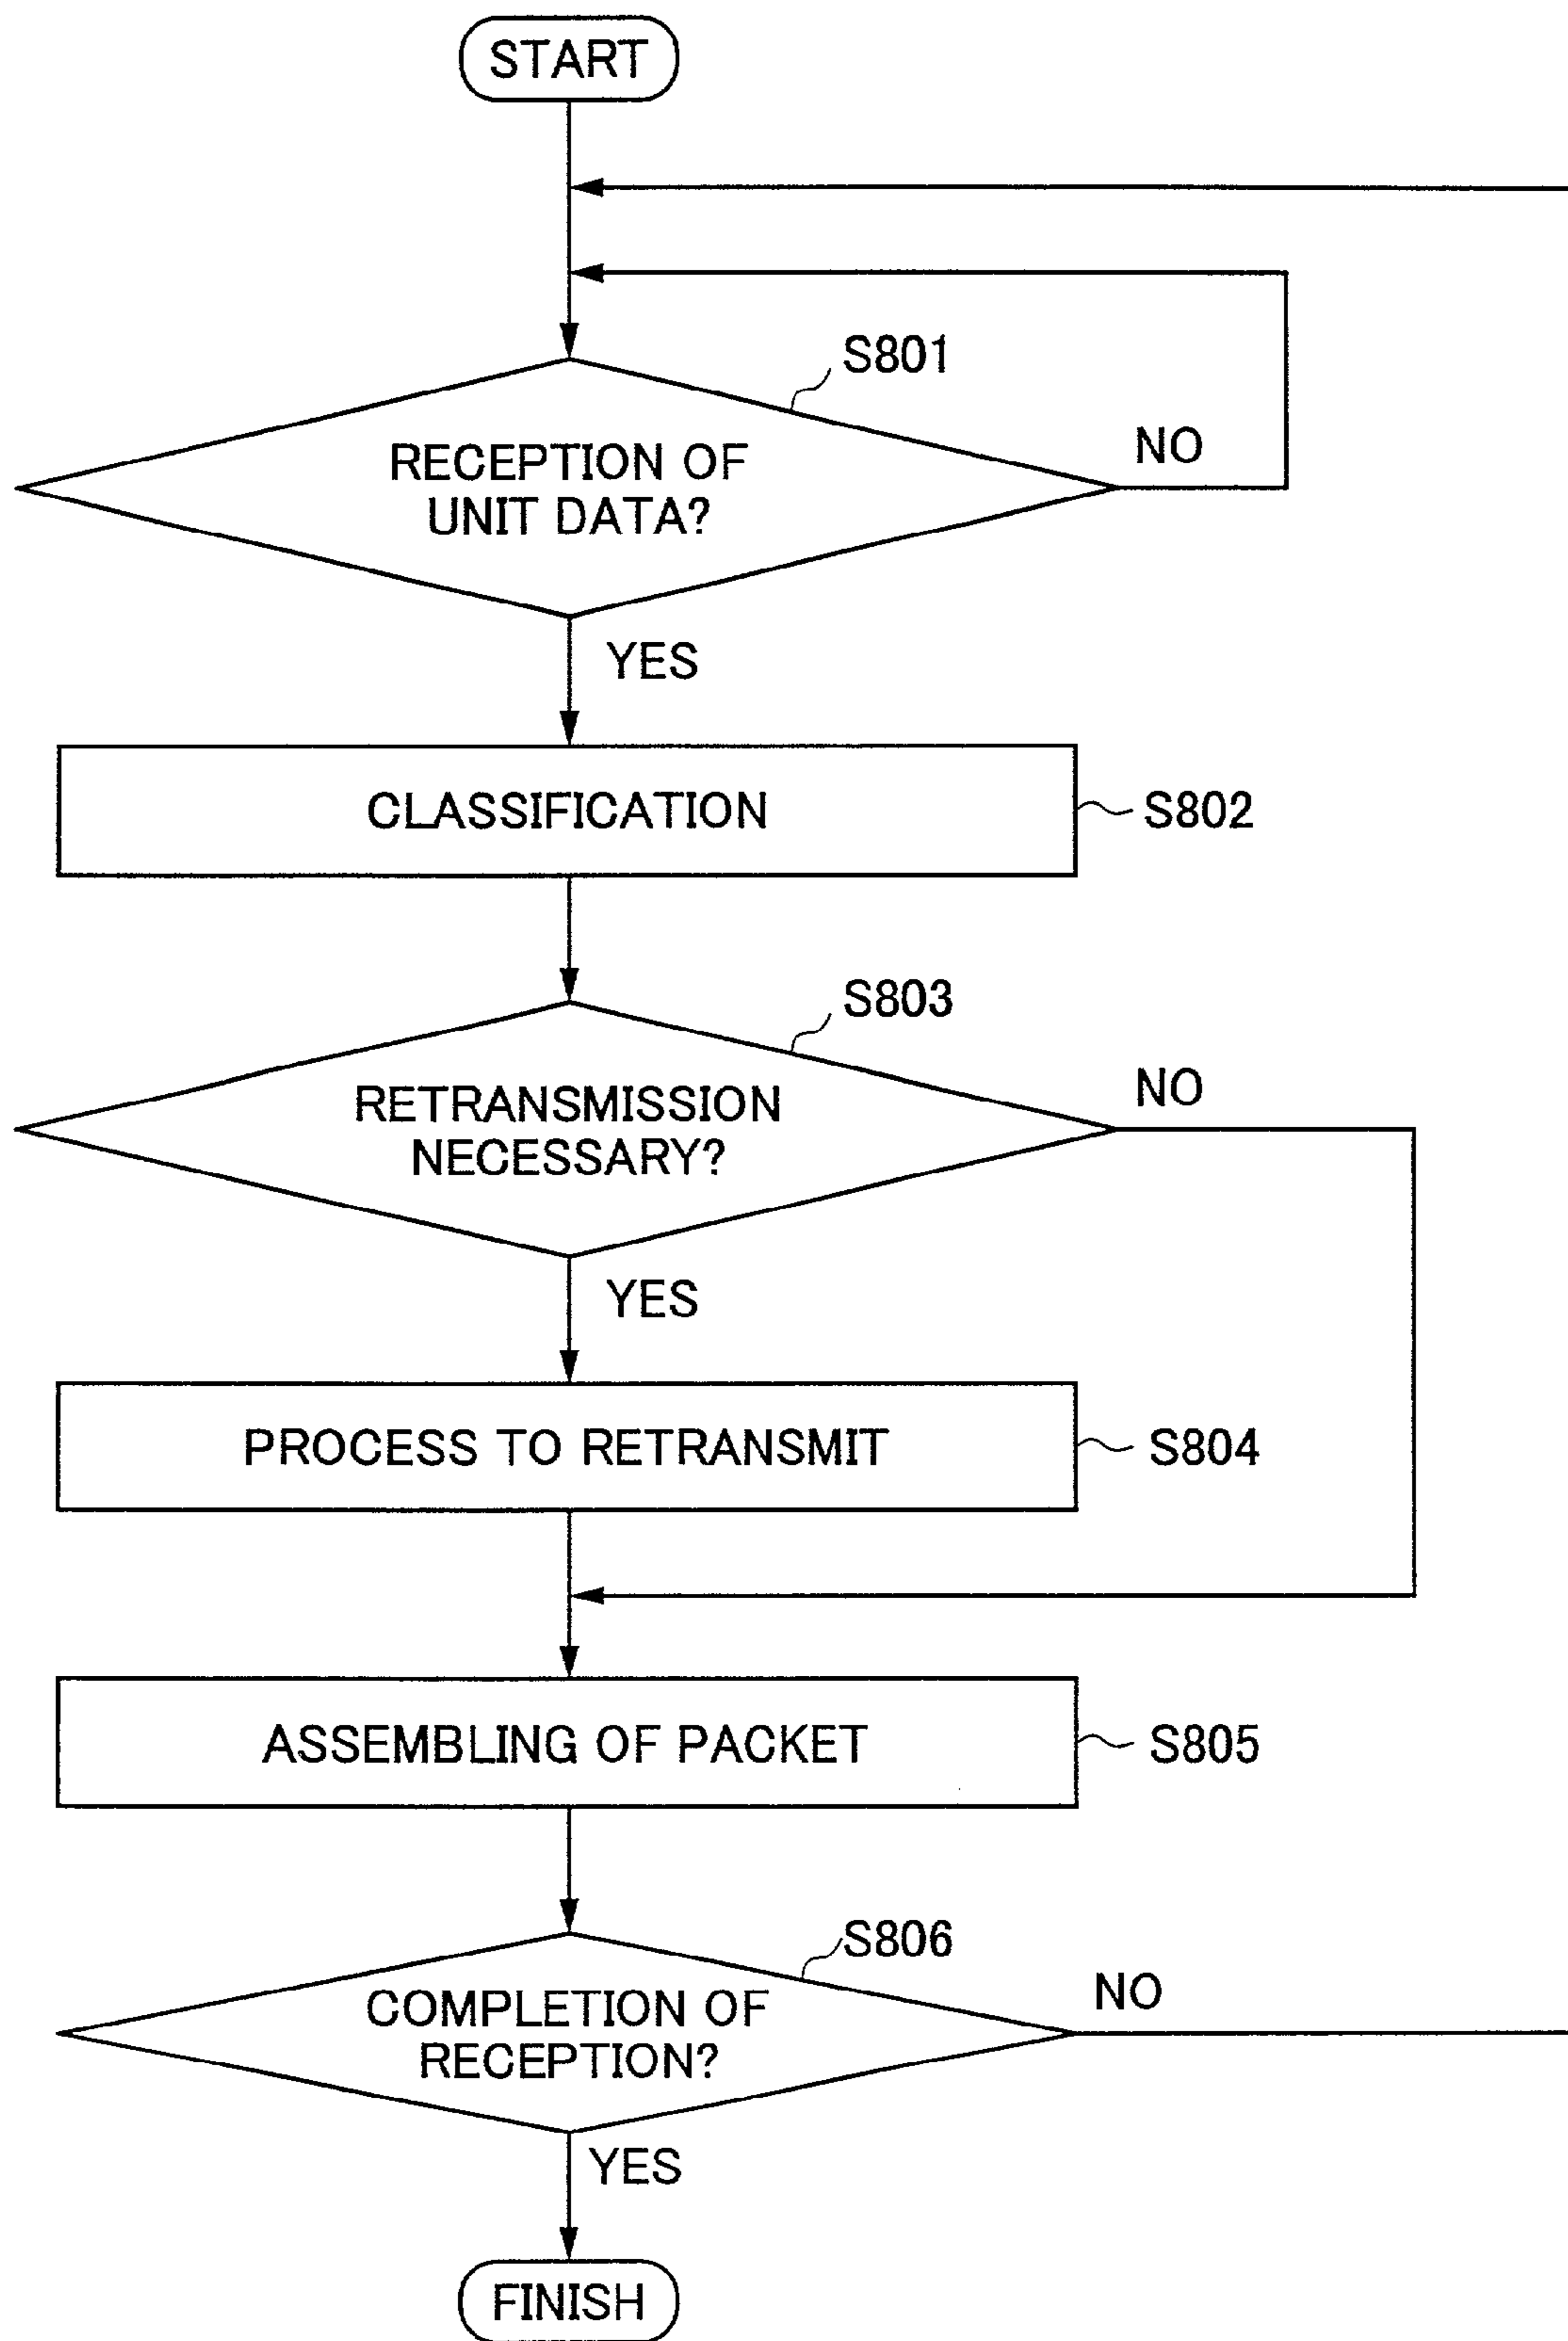 START
S801
RECEPTION OF
UNIT DATA?
NO
YES
CLASSIFICATION
S802
S803
RETRANSMISSION
NECESSARY?
NO
YES
PROCESS TO RETRANSMIT
S804
ASSEMBLING OF PACKET
S805
S806
COMPLETION OF
RECEPTION?
NO
YES
FINISH